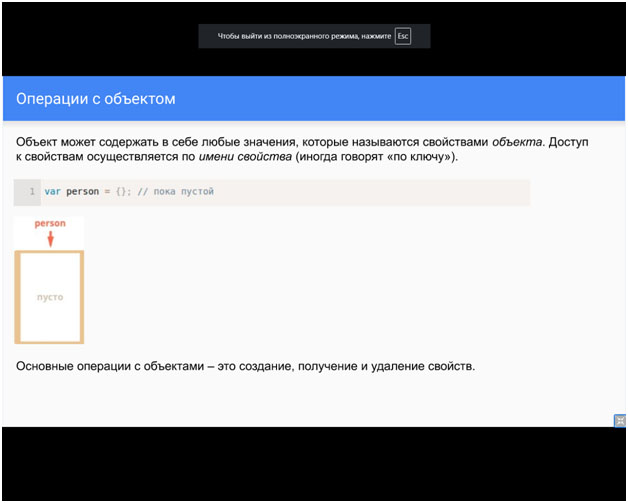 Чтобы выйти из полноэкранного режима, нажмите Esc
Операции с объектом
Объект может содержать в себе любые значения, которые называются свойствами объекта. Доступ
к свойствам осуществляется по имени свойства (иногда говорят «по ключу»).
1 var person = {}; // пока пустой
person
пусто
Основные операции с объектами – это создание, получение и удаление свойств.